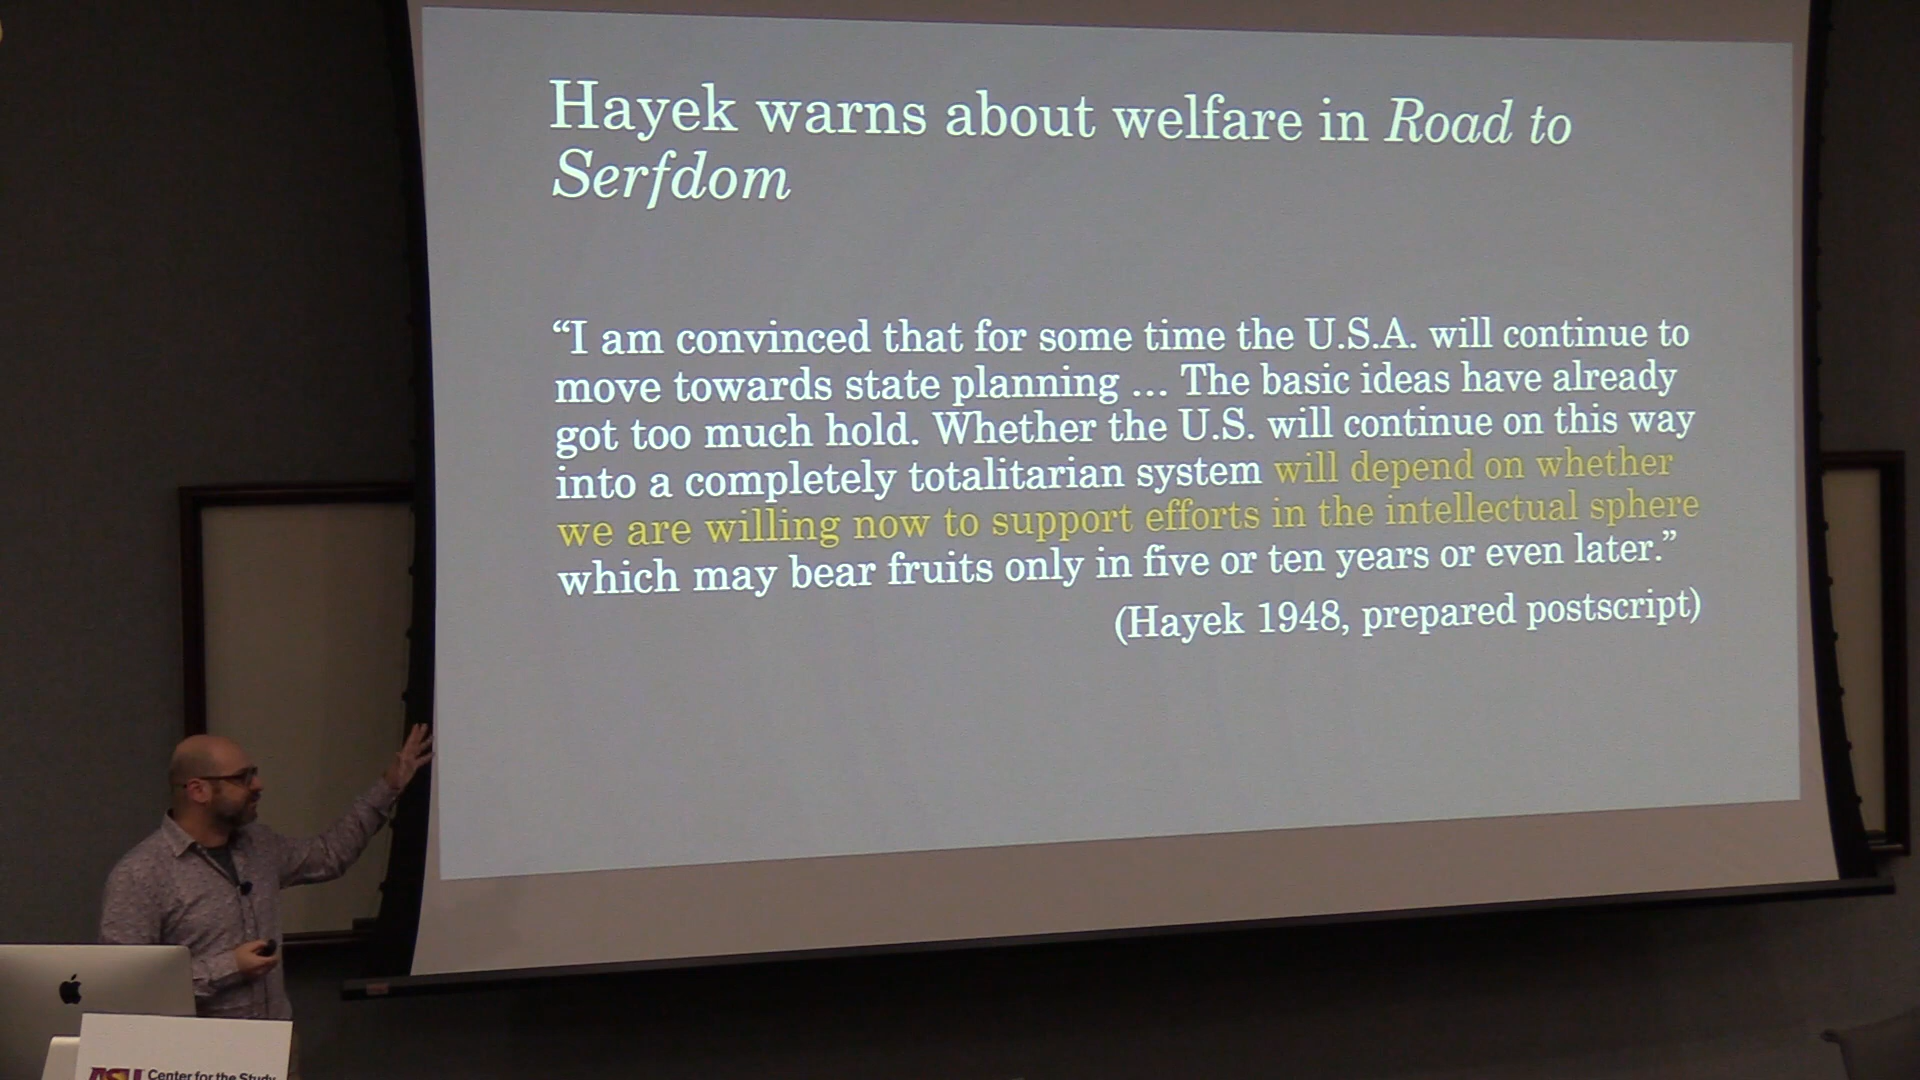 Hayek warns about welfare in Road to
Serfdom
“I am convinced that for some time the U.S.A. will continue to
move towards state planning ... The basic ideas have already
got too much hold. Whether the U.S. will continue on this way
into a completely totalitarian system will depend on whether
we are willing now to support efforts in the intellectual sphere
which may bear fruits only in five or ten years or even later.”
(Hayek 1948, prepared postscript)
ASU Center for the Study